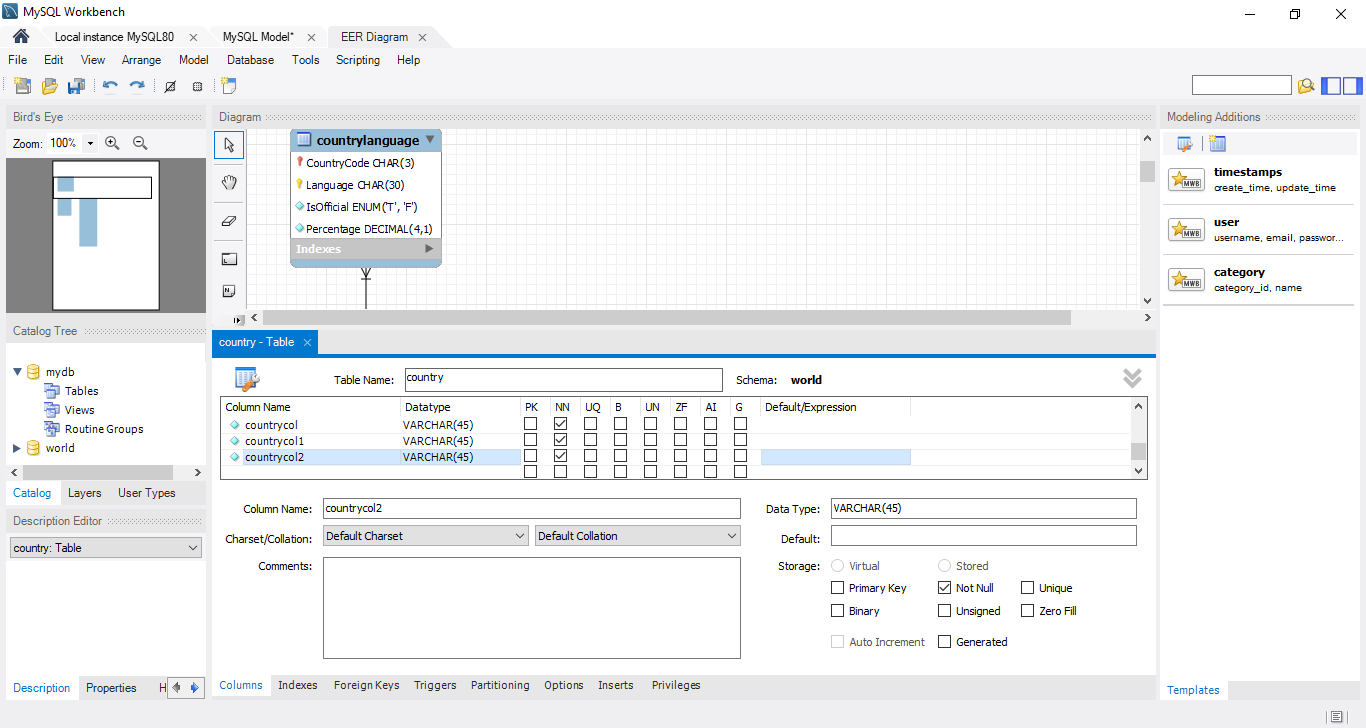 MySQL Workbench
Local instance MySQL80
MySQL Model*
EER Diagram
File Edit View Arrange Model Database Tools Scripting Help
Bird's Eye
Zoom: 100%
Diagram
countrylanguage
CountryCode CHAR(3)
Language CHAR(30)
IsOfficial ENUM('T', 'F')
Percentage DECIMAL(4,1)
Indexes
Modeling Additions
MWB
timestamps
create_time, update_time
MWB
user
username, email, passwor...
MWB
category
category_id, name
Catalog Tree
mydb
Tables
Views
Routine Groups
world
Catalog Layers User Types
Description Editor
country: Table
Description Properties H
country - Table
Table Name: country Schema: world
Column Name Datatype PK NN UQ B UN ZF AI G Default/Expression
countrycol VARCHAR(45)
countrycol1 VARCHAR(45)
countrycol2 VARCHAR(45)
Column Name: countrycol2 Data Type: VARCHAR(45)
Charset/Collation: Default Charset Default Collation Default:
Comments: Storage: Virtual Stored
Primary Key Not Null Unique
Binary Unsigned Zero Fill
Auto Increment Generated
Columns Indexes Foreign Keys Triggers Partitioning Options Inserts Privileges
Templates